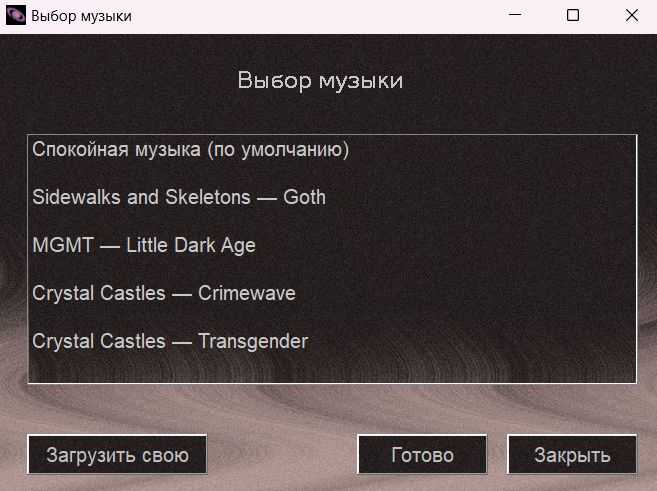 Выбор музыки
Выбор музыки
Спокойная музыка (по умолчанию)
Sidewalks and Skeletons — Goth
MGMT — Little Dark Age
Crystal Castles — Crimewave
Crystal Castles — Transgender
Загрузить свою
Готово
Закрыть